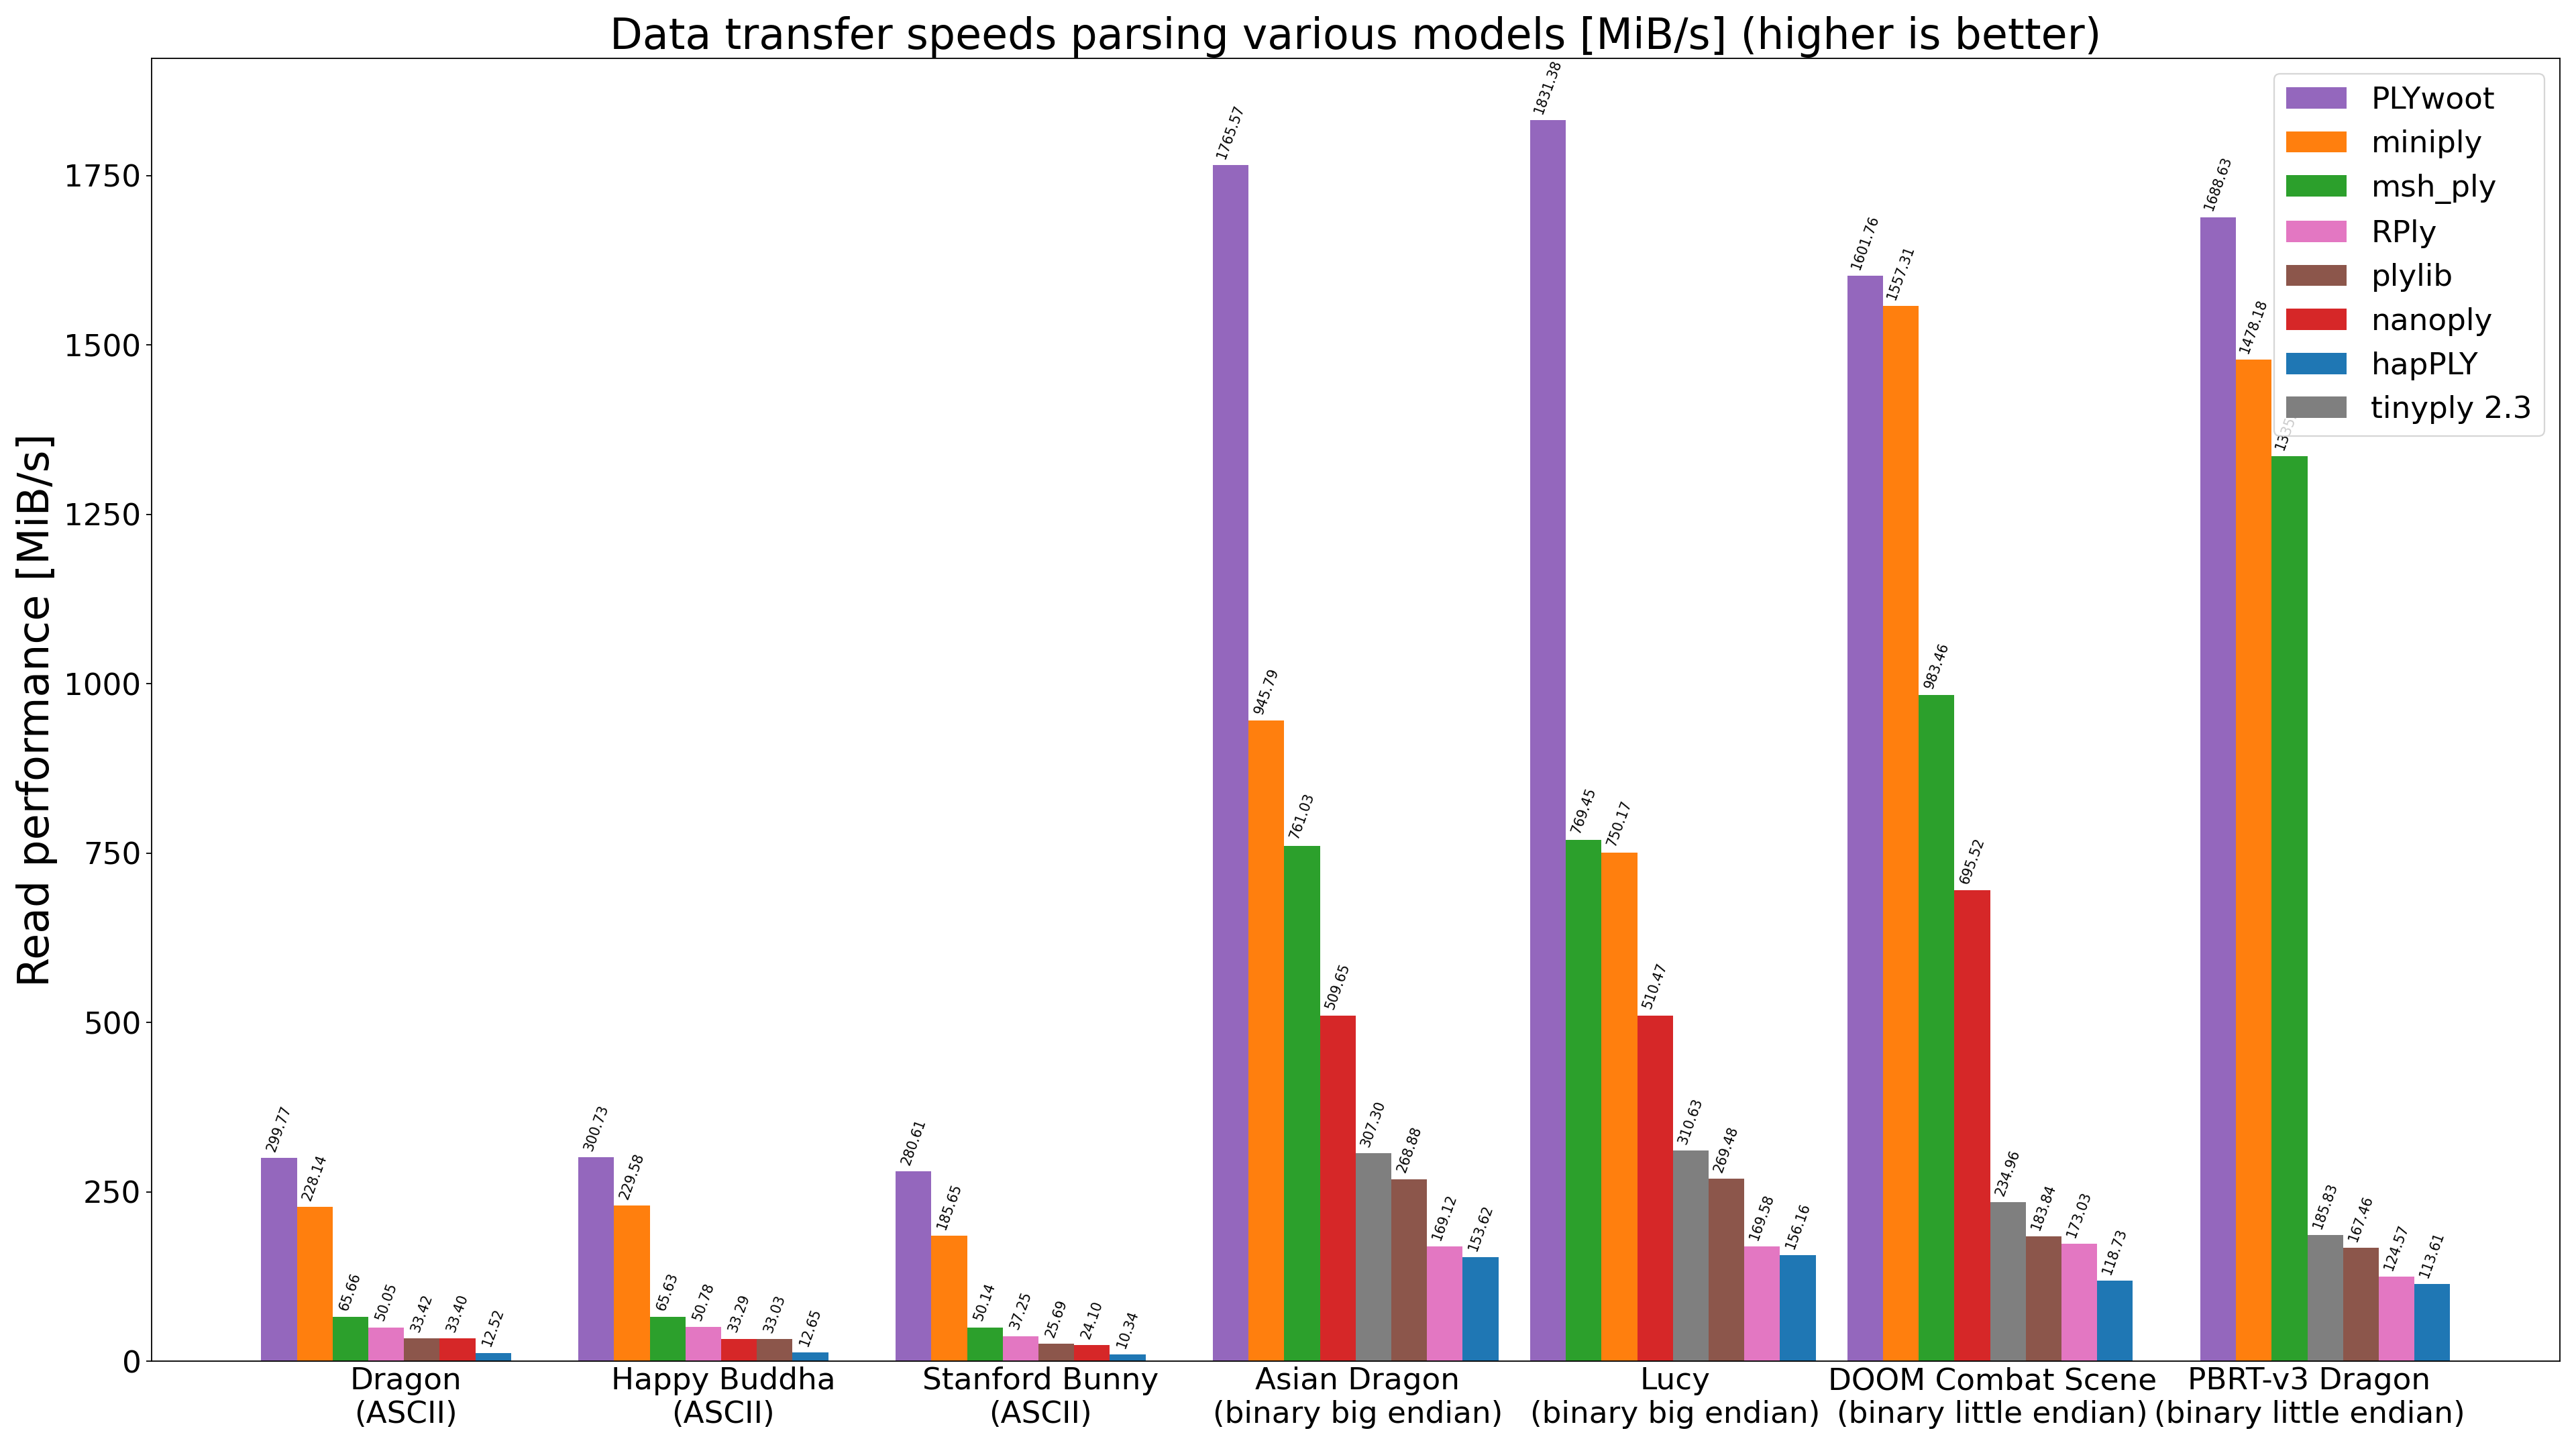 Data transfer speeds parsing various models [MiB/s] (higher is better)
Read performance [MiB/s]
1750
1500
1250
1000
750
500
250
0
299.77
228.14
65.66
50.05
33.42
33.40
12.52
300.73
229.58
65.63
50.78
33.29
33.03
12.65
280.61
185.65
50.14
37.25
25.69
24.10
10.34
1765.57
945.79
761.03
509.65
307.30
268.88
169.12
153.62
1831.38
769.45
750.17
510.47
310.63
269.48
169.58
156.16
1601.76
1557.31
983.46
695.52
234.96
183.84
173.03
118.73
1688.63
1478.18
185.83
167.46
124.57
113.61
PLYwoot
miniply
msh_ply
RPly
plylib
nanoply
hapPLY
tinyply 2.3
Dragon
(ASCII)
Happy Buddha
(ASCII)
Stanford Bunny
(ASCII)
Asian Dragon
(binary big endian)
Lucy
(binary big endian)
DOOM Combat Scene
(binary little endian)
PBRT-v3 Dragon
(binary little endian)